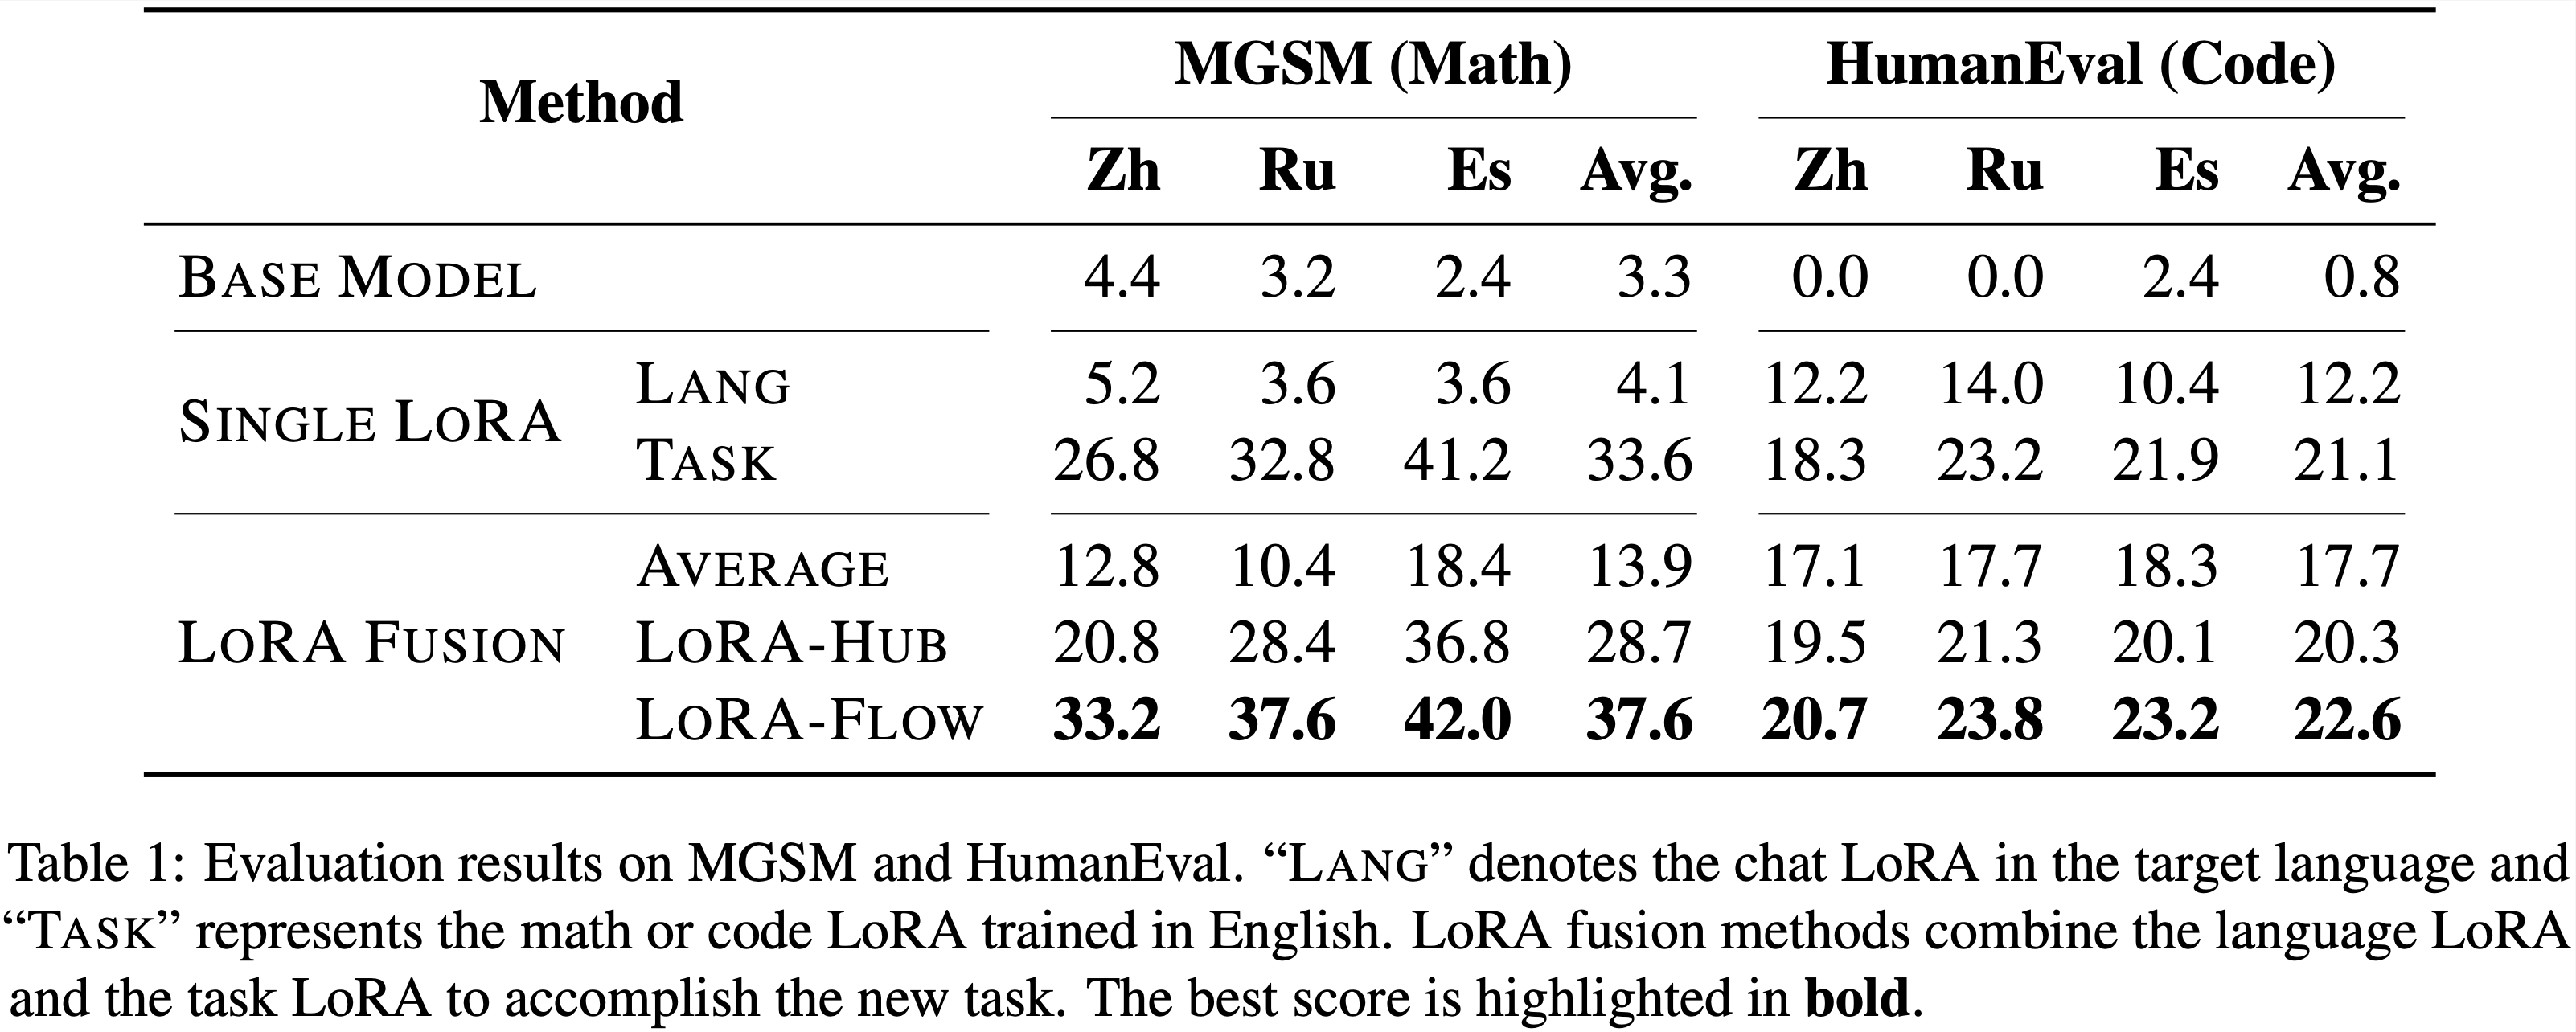 Method MGSM (Math) HumanEval (Code)
Zh Ru Es Avg. Zh Ru Es Avg.
BASE MODEL 4.4 3.2 2.4 3.3 0.0 0.0 2.4 0.8
SINGLE LORA LANG 5.2 3.6 3.6 4.1 12.2 14.0 10.4 12.2
TASK 26.8 32.8 41.2 33.6 18.3 23.2 21.9 21.1
LORA FUSION AVERAGE 12.8 10.4 18.4 13.9 17.1 17.7 18.3 17.7
LORA-HUB 20.8 28.4 36.8 28.7 19.5 21.3 20.1 20.3
LORA-FLOW 33.2 37.6 42.0 37.6 20.7 23.8 23.2 22.6
Table 1: Evaluation results on MGSM and HumanEval. “LANG” denotes the chat LoRA in the target language and
“TASK” represents the math or code LoRA trained in English. LoRA fusion methods combine the language LoRA
and the task LoRA to accomplish the new task. The best score is highlighted in bold.